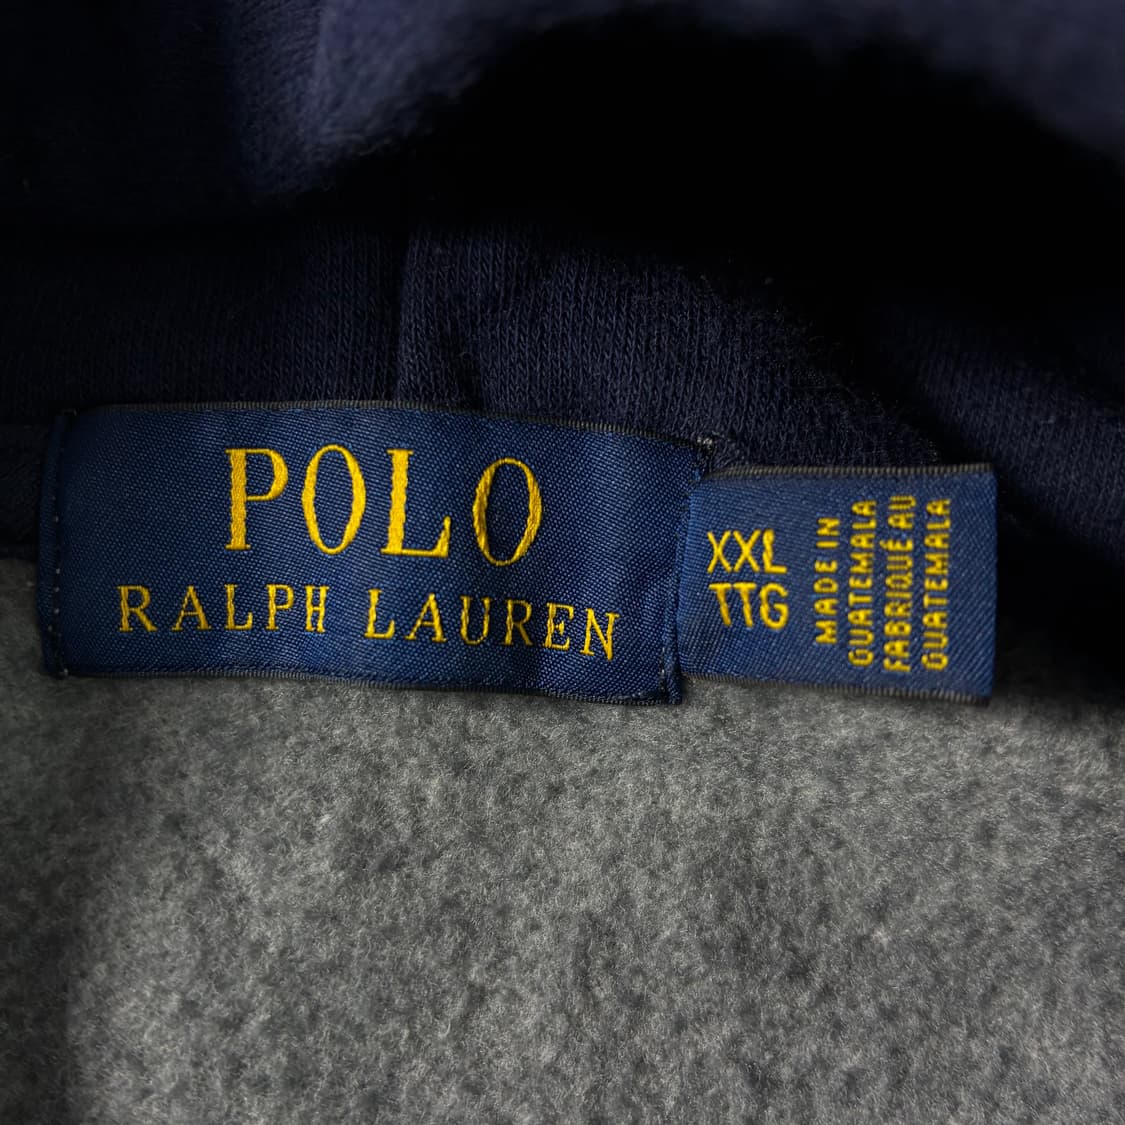 POLO
RALPH LAUREN
XXL
TTG
MADE IN
GUATEMALA
FABRIQUÉ AU
GUATEMALA